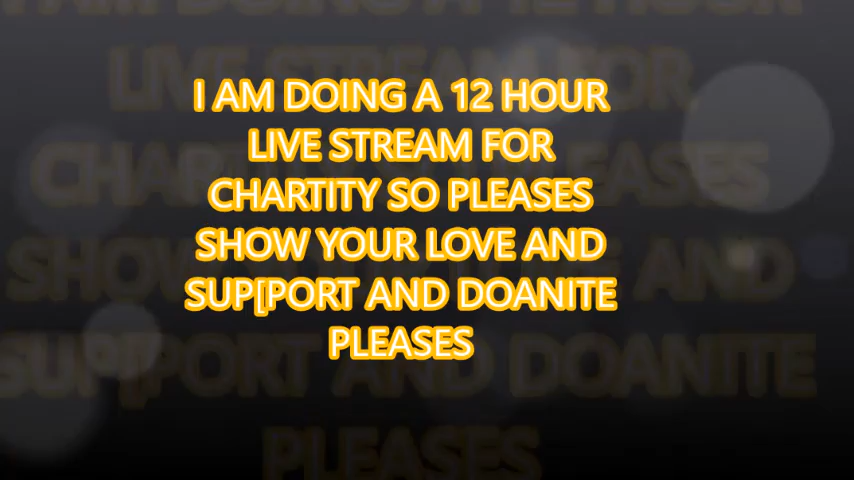 I AM DOING A 12 HOUR
LIVE STREAM FOR
CHARTITY SO PLEASES
SHOW YOUR LOVE AND
SUP[PORT AND DOANITE
PLEASES